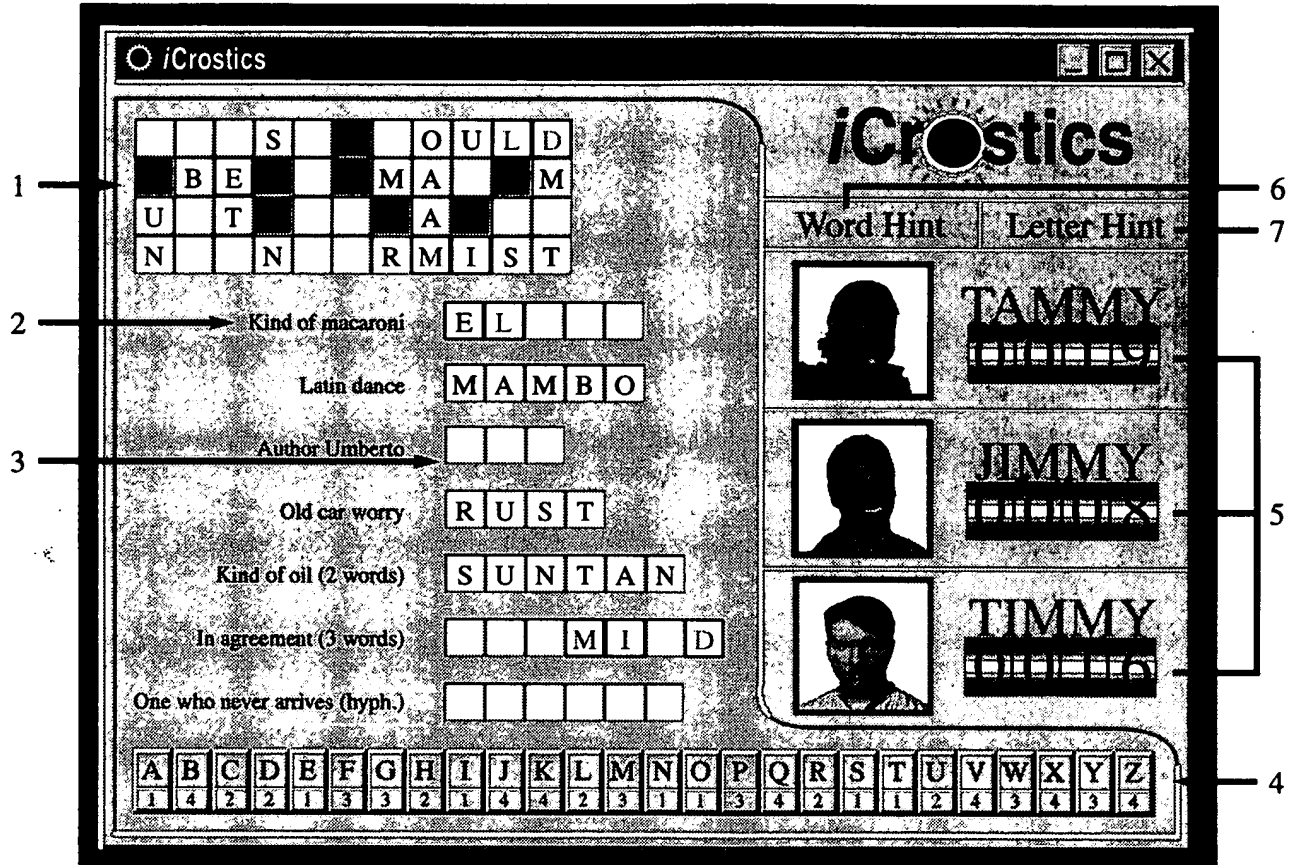 iCrostics
iCrostics
S O U L D
B E M A M
U T A
N N R M I S T
1
6
Word Hint
Letter Hint
7
TAMMY
2
Kind of macaroni
E L
Latin dance
M A M B O
3
Author Umberto
JIMMY
Old car worry
R U S T
5
Kind of oil (2 words)
S U N T A N
TIMMY
In agreement (3 words)
M I D
One who never arrives (hyph.)
A B C D E F G H I J K L M N O P Q R S T U V W X Y Z
1 4 2 2 1 3 3 2 1 4 4 2 3 1 1 3 4 2 1 1 2 4 3 4 3 4
4